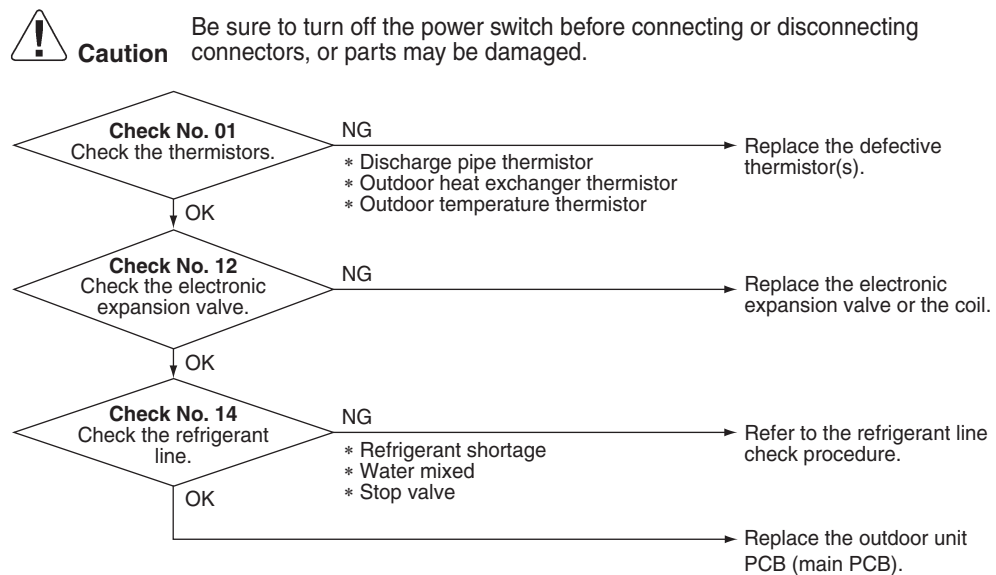 Be sure to turn off the power switch before connecting or disconnecting
Caution connectors, or parts may be damaged.
Check No. 01
Check the thermistors.
NG
∗ Discharge pipe thermistor
∗ Outdoor heat exchanger thermistor
∗ Outdoor temperature thermistor
Replace the defective
thermistor(s).
OK
Check No. 12
Check the electronic
expansion valve.
NG
Replace the electronic
expansion valve or the coil.
OK
Check No. 14
Check the refrigerant
line.
NG
∗ Refrigerant shortage
∗ Water mixed
∗ Stop valve
Refer to the refrigerant line
check procedure.
OK
Replace the outdoor unit
PCB (main PCB).